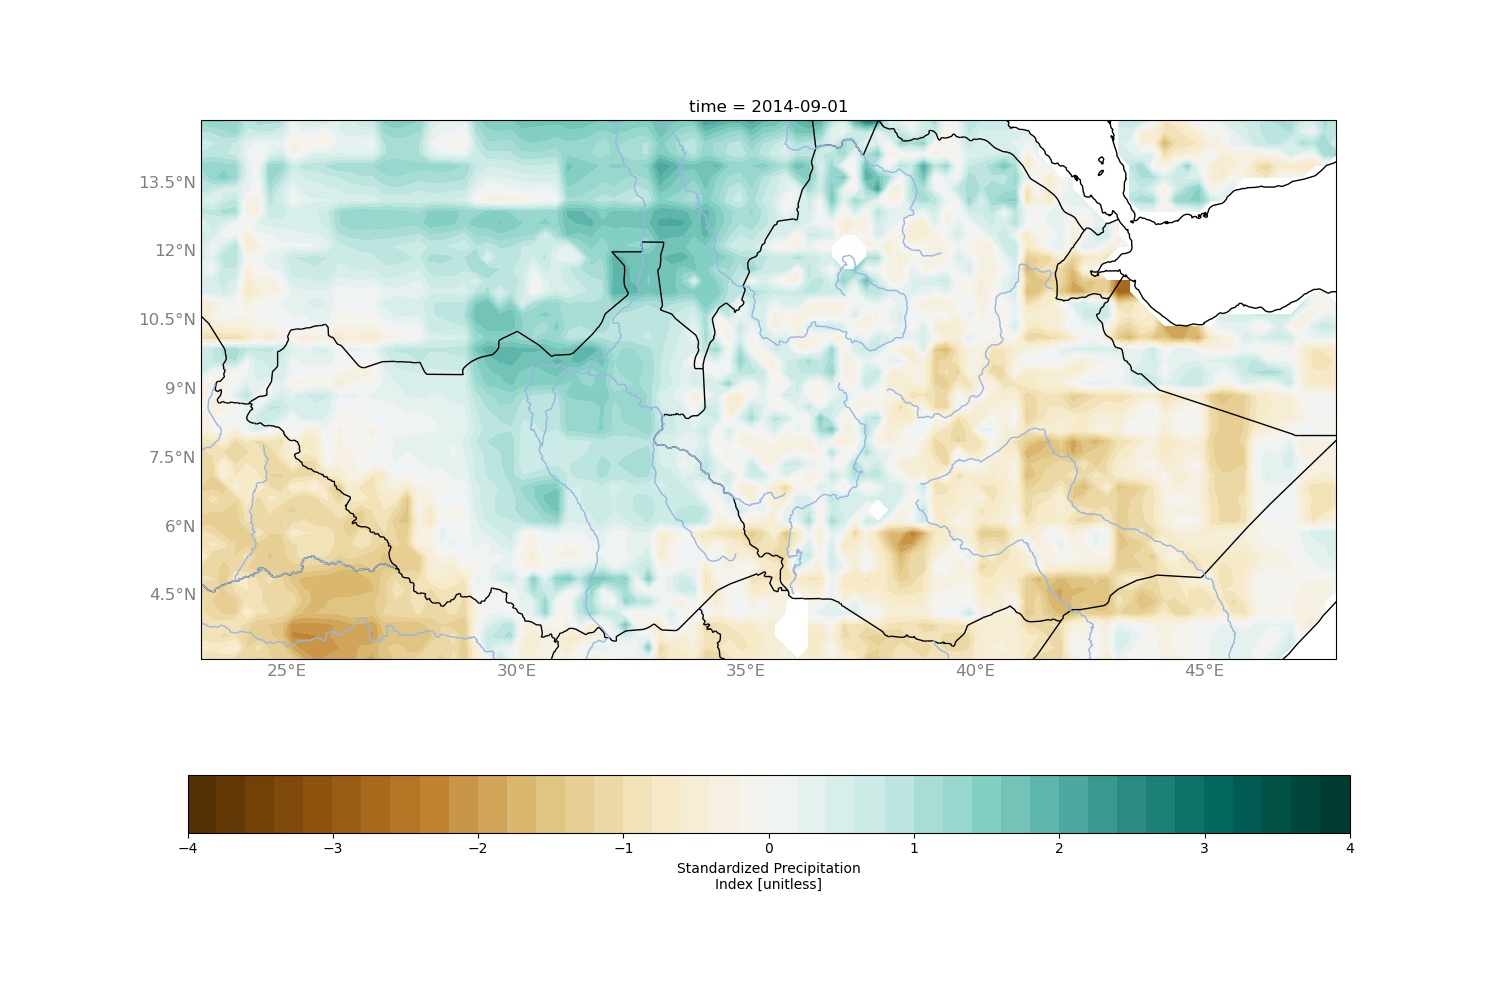 time = 2014-09-01
13.5°N
12°N
10.5°N
9°N
7.5°N
6°N
4.5°N
25°E
30°E
35°E
40°E
45°E
−4
−3
−2
−1
0
1
2
3
4
Standardized Precipitation
Index [unitless]